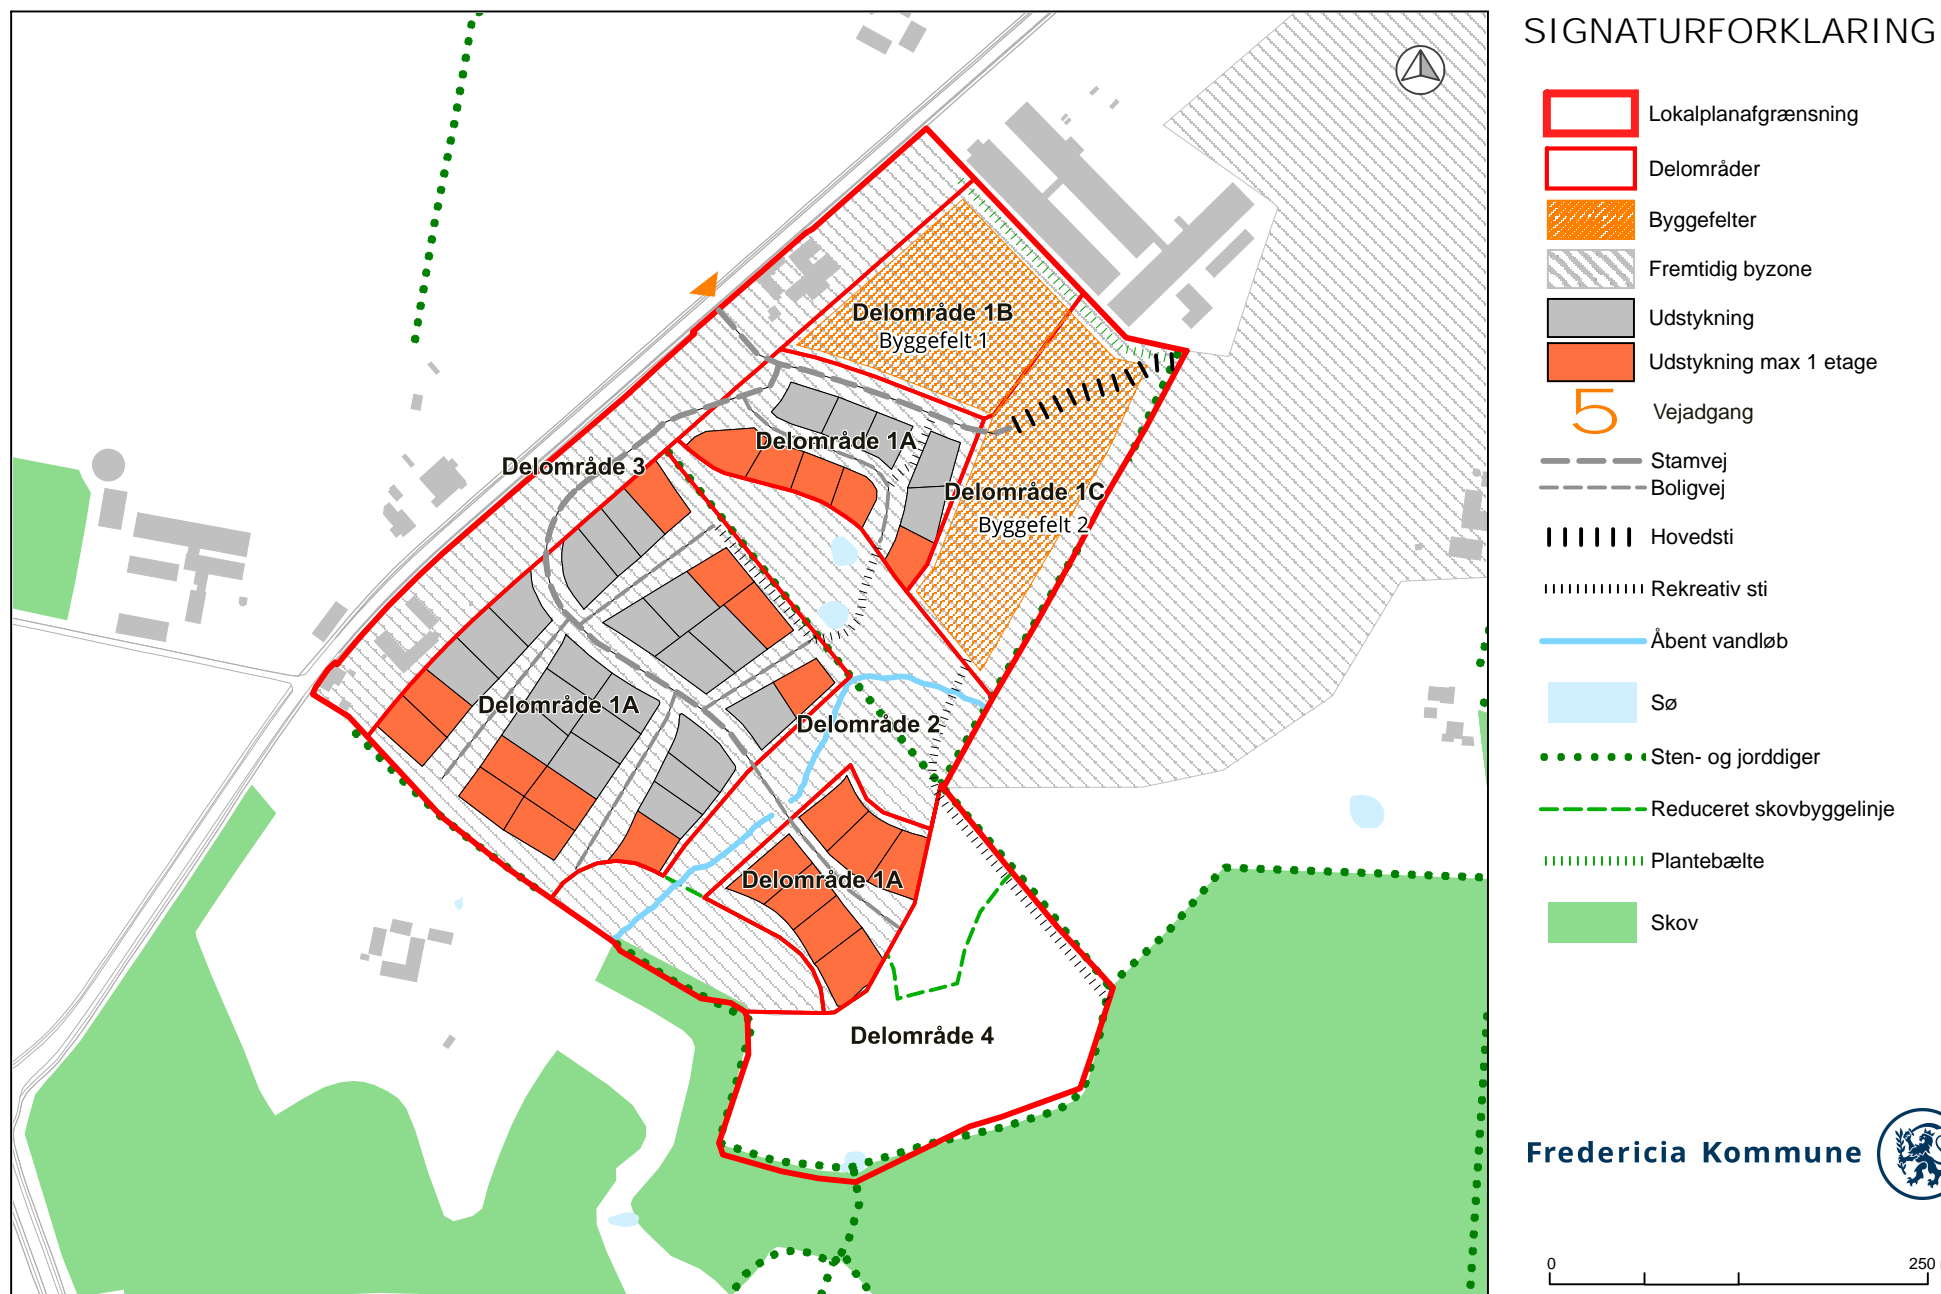 SIGNATURFORKLARING
Lokalplanafgrænsning
Delområder
Byggefelter
Fremtidig byzone
Udstykning
Udstykning max 1 etage
5 Vejadgang
Stamvej
Boligvej
Hovedsti
Rekreativ sti
Åbent vandløb
Sø
Sten- og jorddiger
Reduceret skovbyggelinje
Plantebælte
Skov
Delområde 1B
Byggefelt 1
Delområde 1A
Delområde 3
Delområde 1C
Byggefelt 2
Delområde 1A
Delområde 2
Delområde 1A
Delområde 4
Fredericia Kommune
0 250